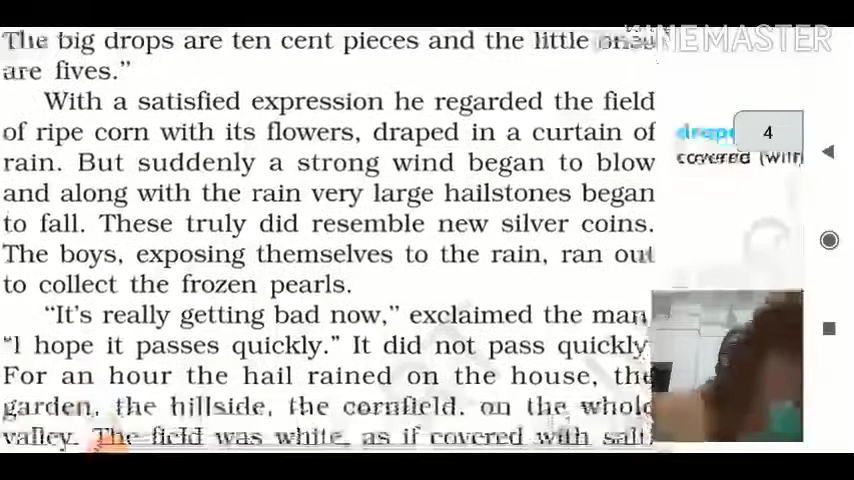 KINEMASTER
The big drops are ten cent pieces and the little ones
are fives."
With a satisfied expression he regarded the field
of ripe corn with its flowers, draped in a curtain of
rain. But suddenly a strong wind began to blow
and along with the rain very large hailstones began
to fall. These truly did resemble new silver coins.
The boys, exposing themselves to the rain, ran out
to collect the frozen pearls.
"It's really getting bad now," exclaimed the man
"I hope it passes quickly." It did not pass quickly
For an hour the hail rained on the house, the
garden, the hillside, the cornfield, on the whole
valley. The field was white, as if covered with salt.
4
covered (with